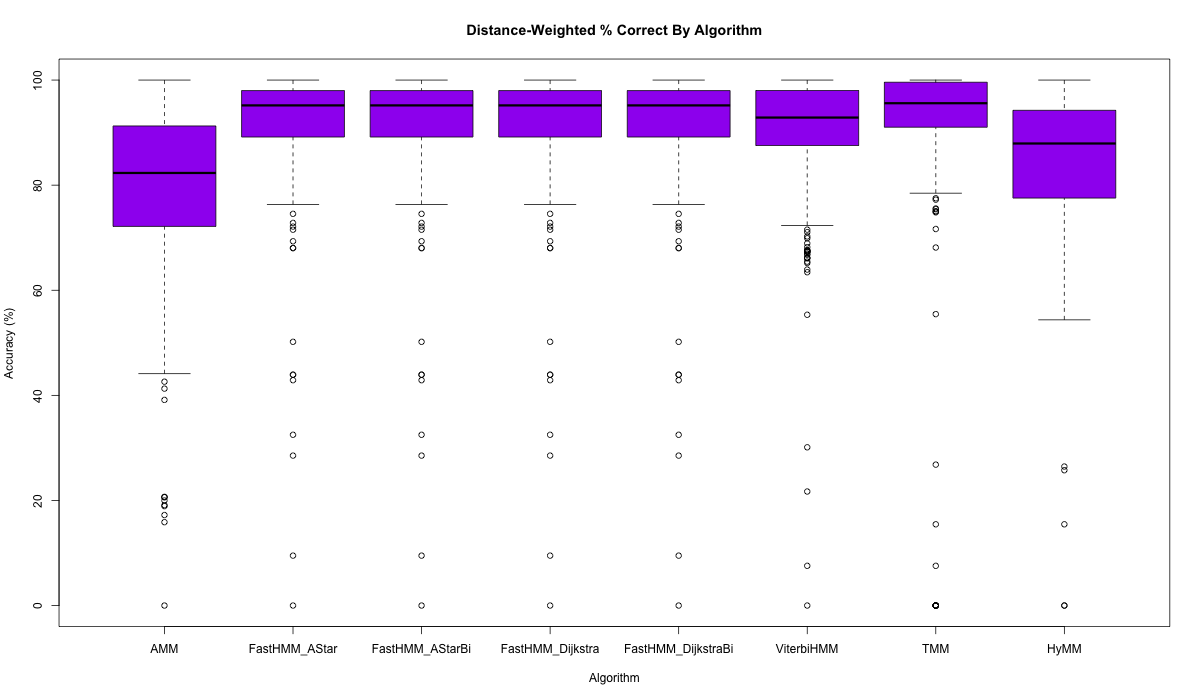 Distance-Weighted % Correct By Algorithm
Accuracy (%)
100
80
60
40
20
0
AMM FastHMM_AStar FastHMM_AStarBi FastHMM_Dijkstra FastHMM_DijkstraBi ViterbiHMM TMM HyMM
Algorithm